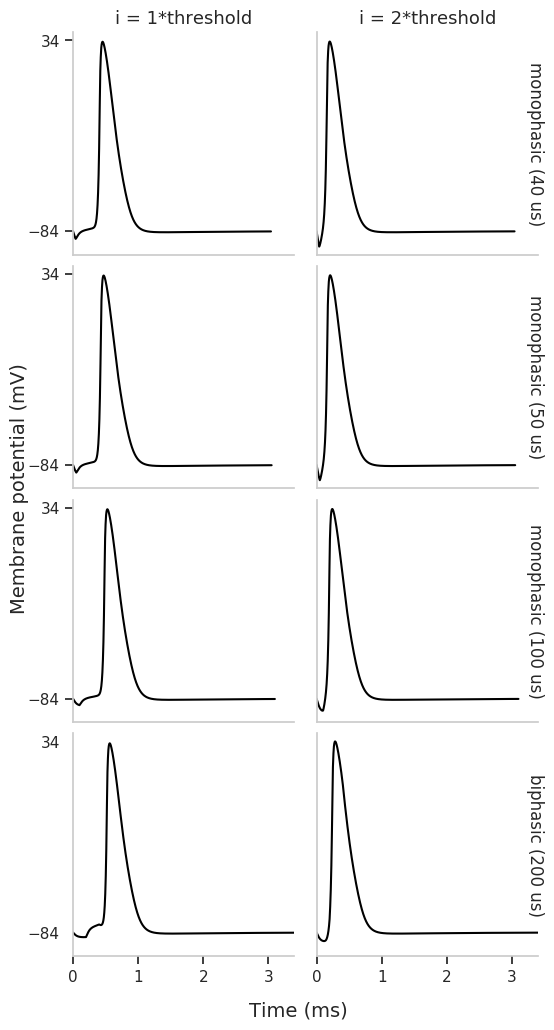 i = 1*threshold
i = 2*threshold
34
−84
monophasic (40 us)
34
−84
monophasic (50 us)
Membrane potential (mV)
34
−84
monophasic (100 us)
34
−84
biphasic (200 us)
0 1 2 3
0 1 2 3
Time (ms)